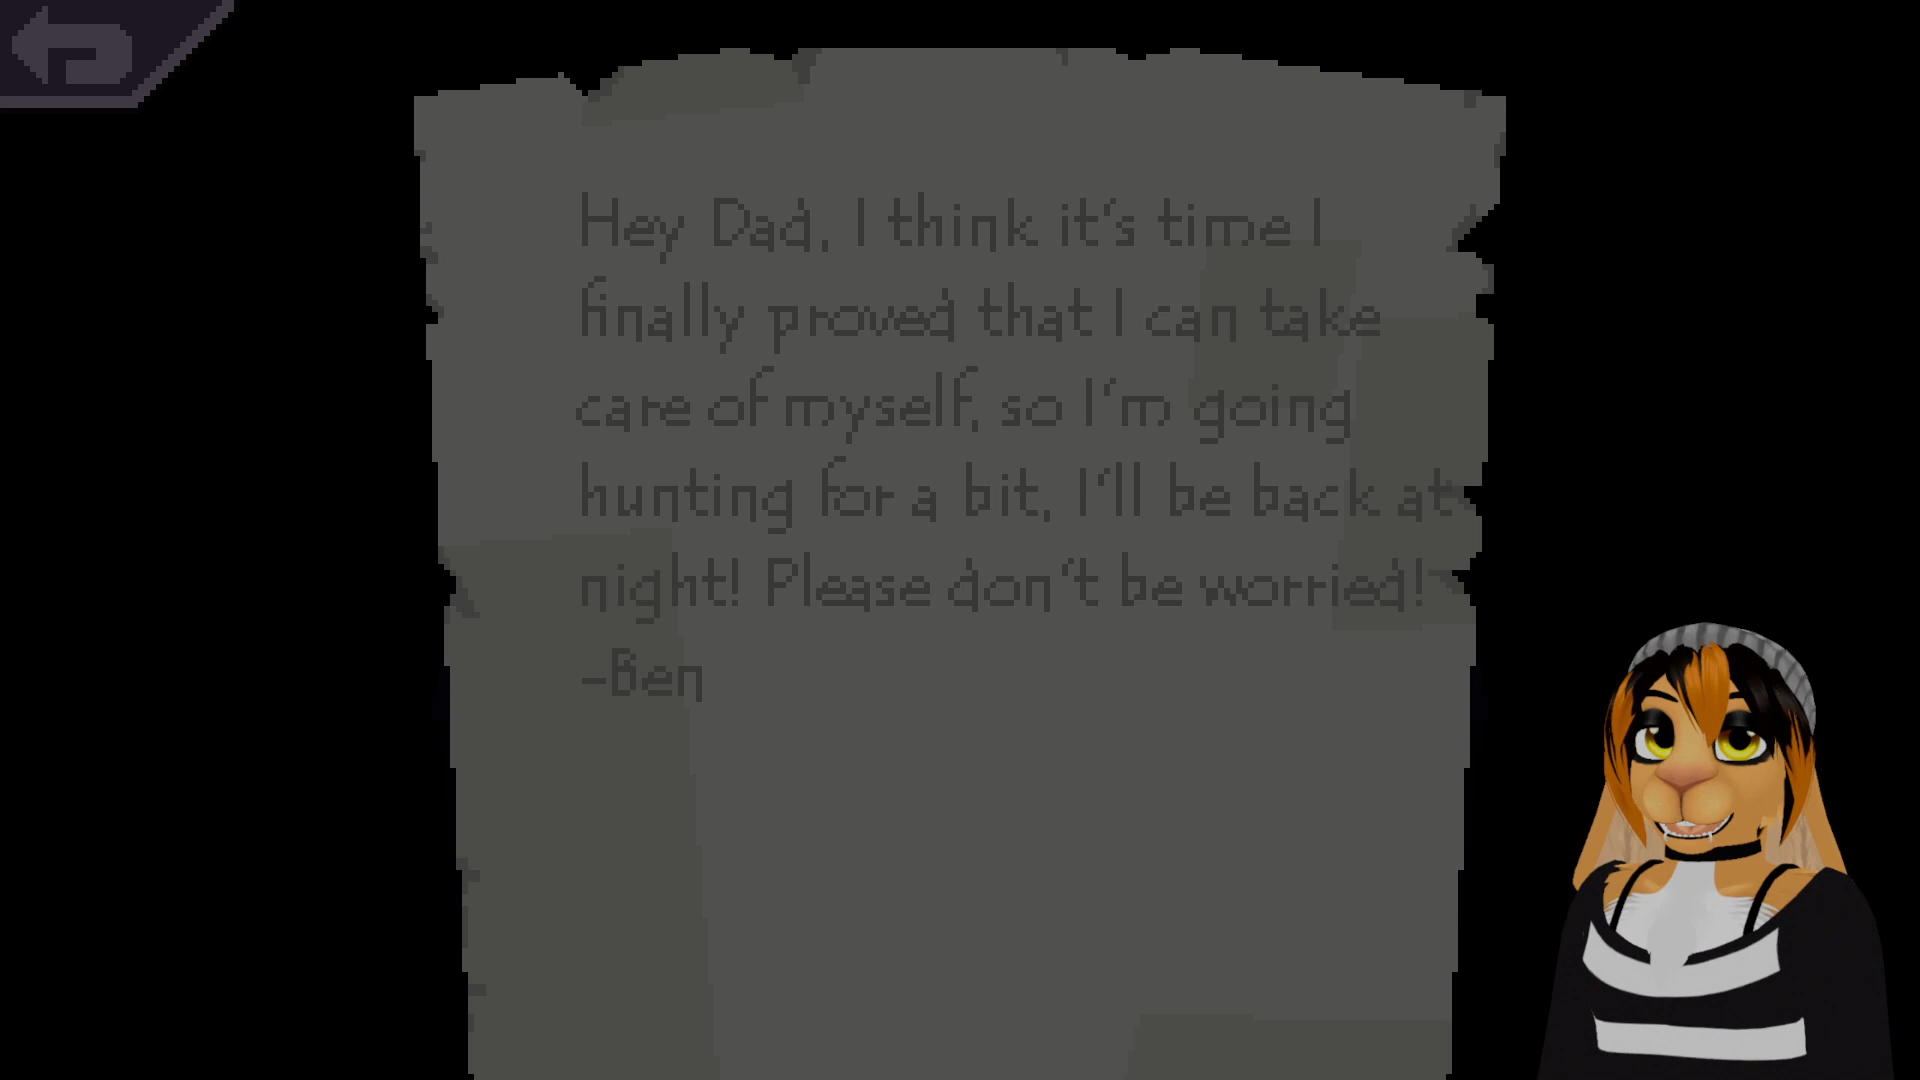 Hey Dad, I think it's time I
finally proved that I can take
care of myself, so I'm going
hunting for a bit, I'll be back at
night! Please don't be worried!
-Ben